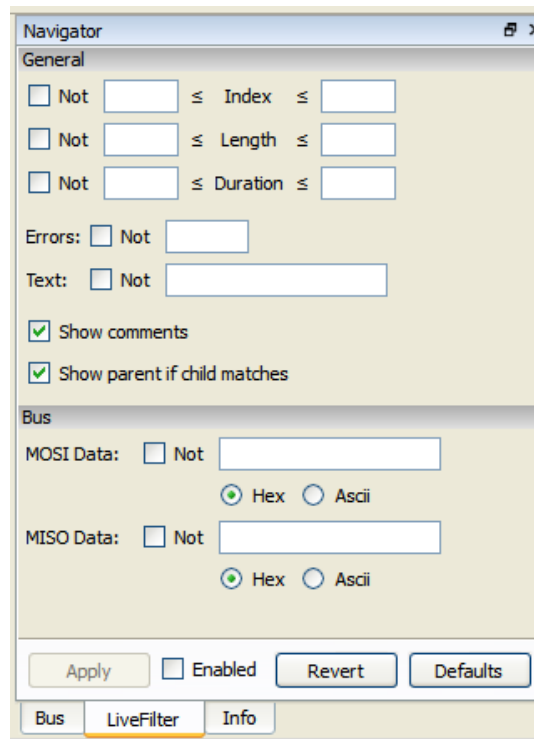 Navigator
General
Not ≤ Index ≤
Not ≤ Length ≤
Not ≤ Duration ≤
Errors: Not
Text: Not
Show comments
Show parent if child matches
Bus
MOSI Data: Not
Hex Ascii
MISO Data: Not
Hex Ascii
Apply Enabled Revert Defaults
Bus LiveFilter Info